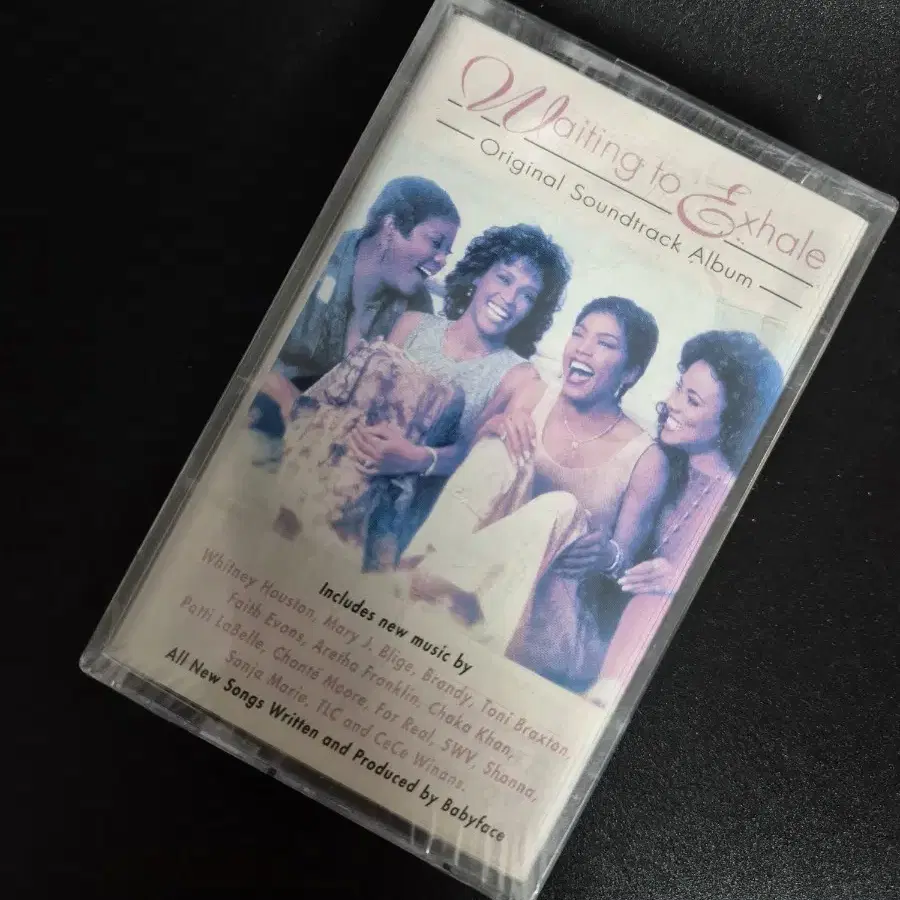 Waiting to Exhale
Original Soundtrack Album
Includes new music by
Whitney Houston, Mary J. Blige, Brandy, Toni Braxton,
Faith Evans, Aretha Franklin, Chaka Khan,
Patti LaBelle, Chanté Moore, For Real, SWV, Shanna,
Sonja Marie, TLC and CeCe Winans.
All New Songs Written and Produced by Babyface